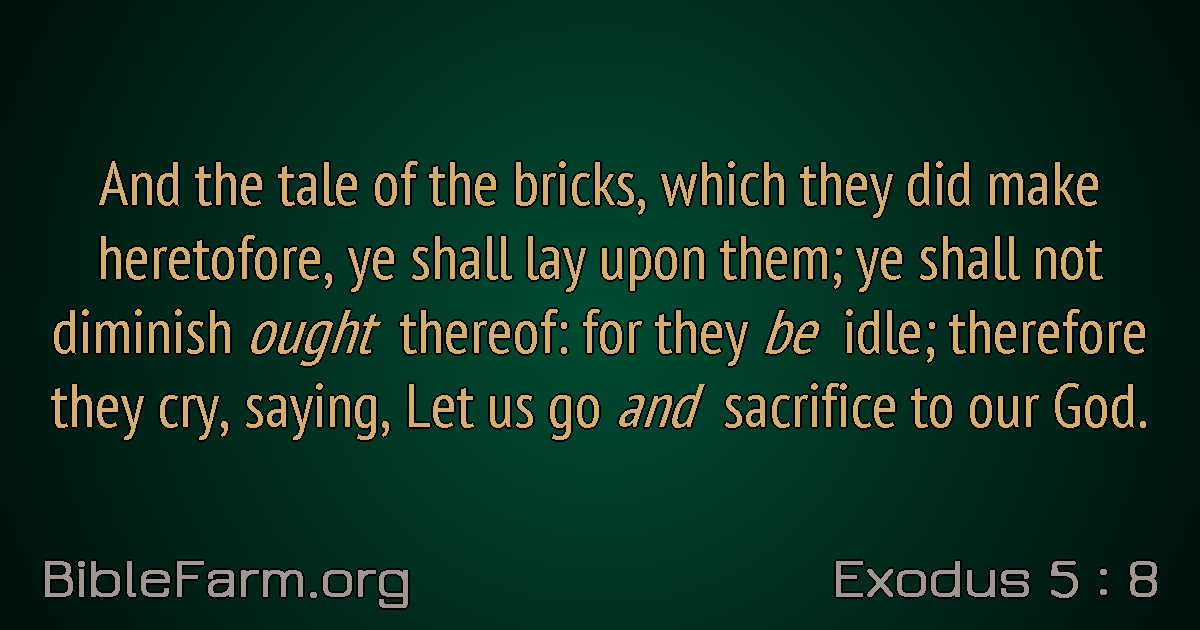 And the tale of the bricks, which they did make
heretofore, ye shall lay upon them; ye shall not
diminish ought thereof: for they be idle; therefore
they cry, saying, Let us go and sacrifice to our God.
BibleFarm.org
Exodus 5 : 8